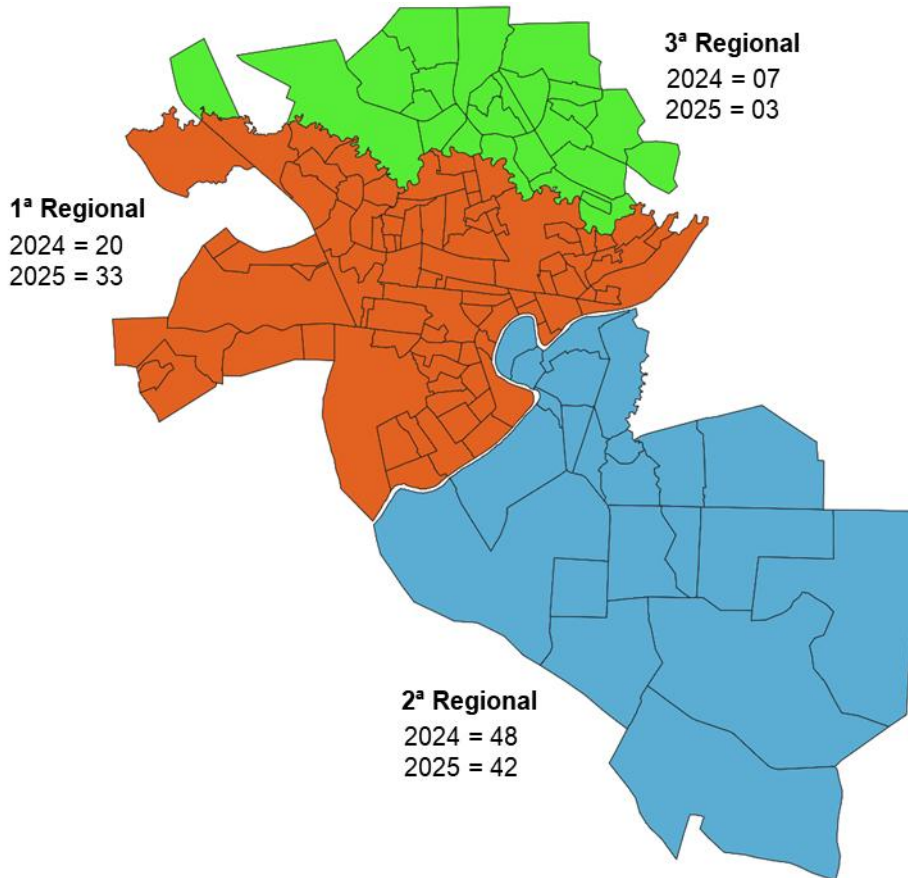 3ª Regional
2024 = 07
2025 = 03
1ª Regional
2024 = 20
2025 = 33
2ª Regional
2024 = 48
2025 = 42